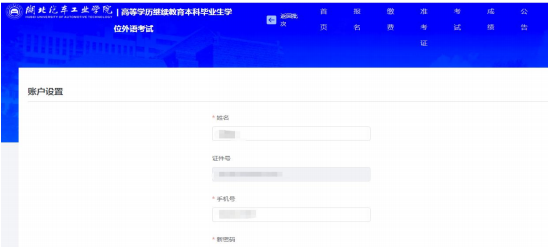 湖北汽车工业学院 | 高等学历继续教育本科毕业生学位外语考试
HUBEI UNIVERSITY OF AUTOMOTIVE TECHNOLOGY
返回批次
首页
报名
缴费
准考证
考试
成绩
公告
账户设置
* 姓名
证件号
* 手机号
* 新密码